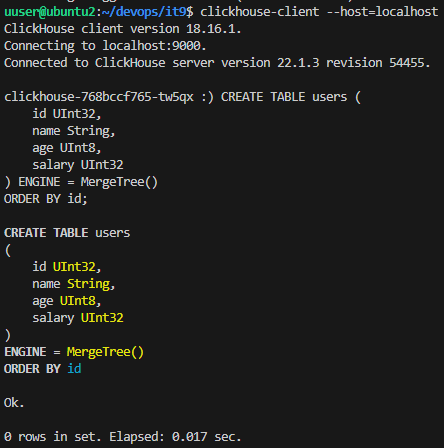 uuser@ubuntu2:~/devops/it9$ clickhouse-client --host=localhost
ClickHouse client version 18.16.1.
Connecting to localhost:9000.
Connected to ClickHouse server version 22.1.3 revision 54455.
clickhouse-768bccf765-tw5qx :) CREATE TABLE users (
    id UInt32,
    name String,
    age UInt8,
    salary UInt32
) ENGINE = MergeTree()
ORDER BY id;
CREATE TABLE users
(
    id UInt32,
    name String,
    age UInt8,
    salary UInt32
)
ENGINE = MergeTree()
ORDER BY id
Ok.
0 rows in set. Elapsed: 0.017 sec.